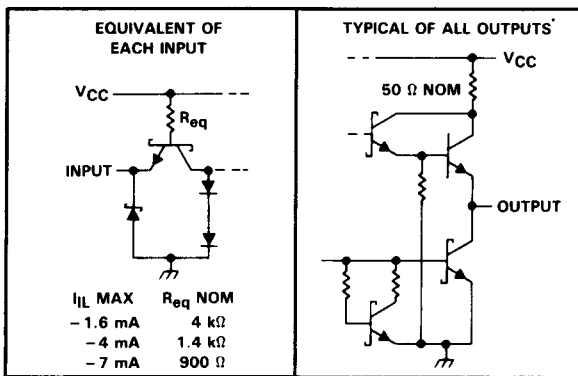 EQUIVALENT OF
EACH INPUT
VCC
Req
INPUT
IIL MAX Req NOM
−1.6 mA 4 kΩ
−4 mA 1.4 kΩ
−7 mA 900 Ω
TYPICAL OF ALL OUTPUTS*
VCC
50 Ω NOM
OUTPUT